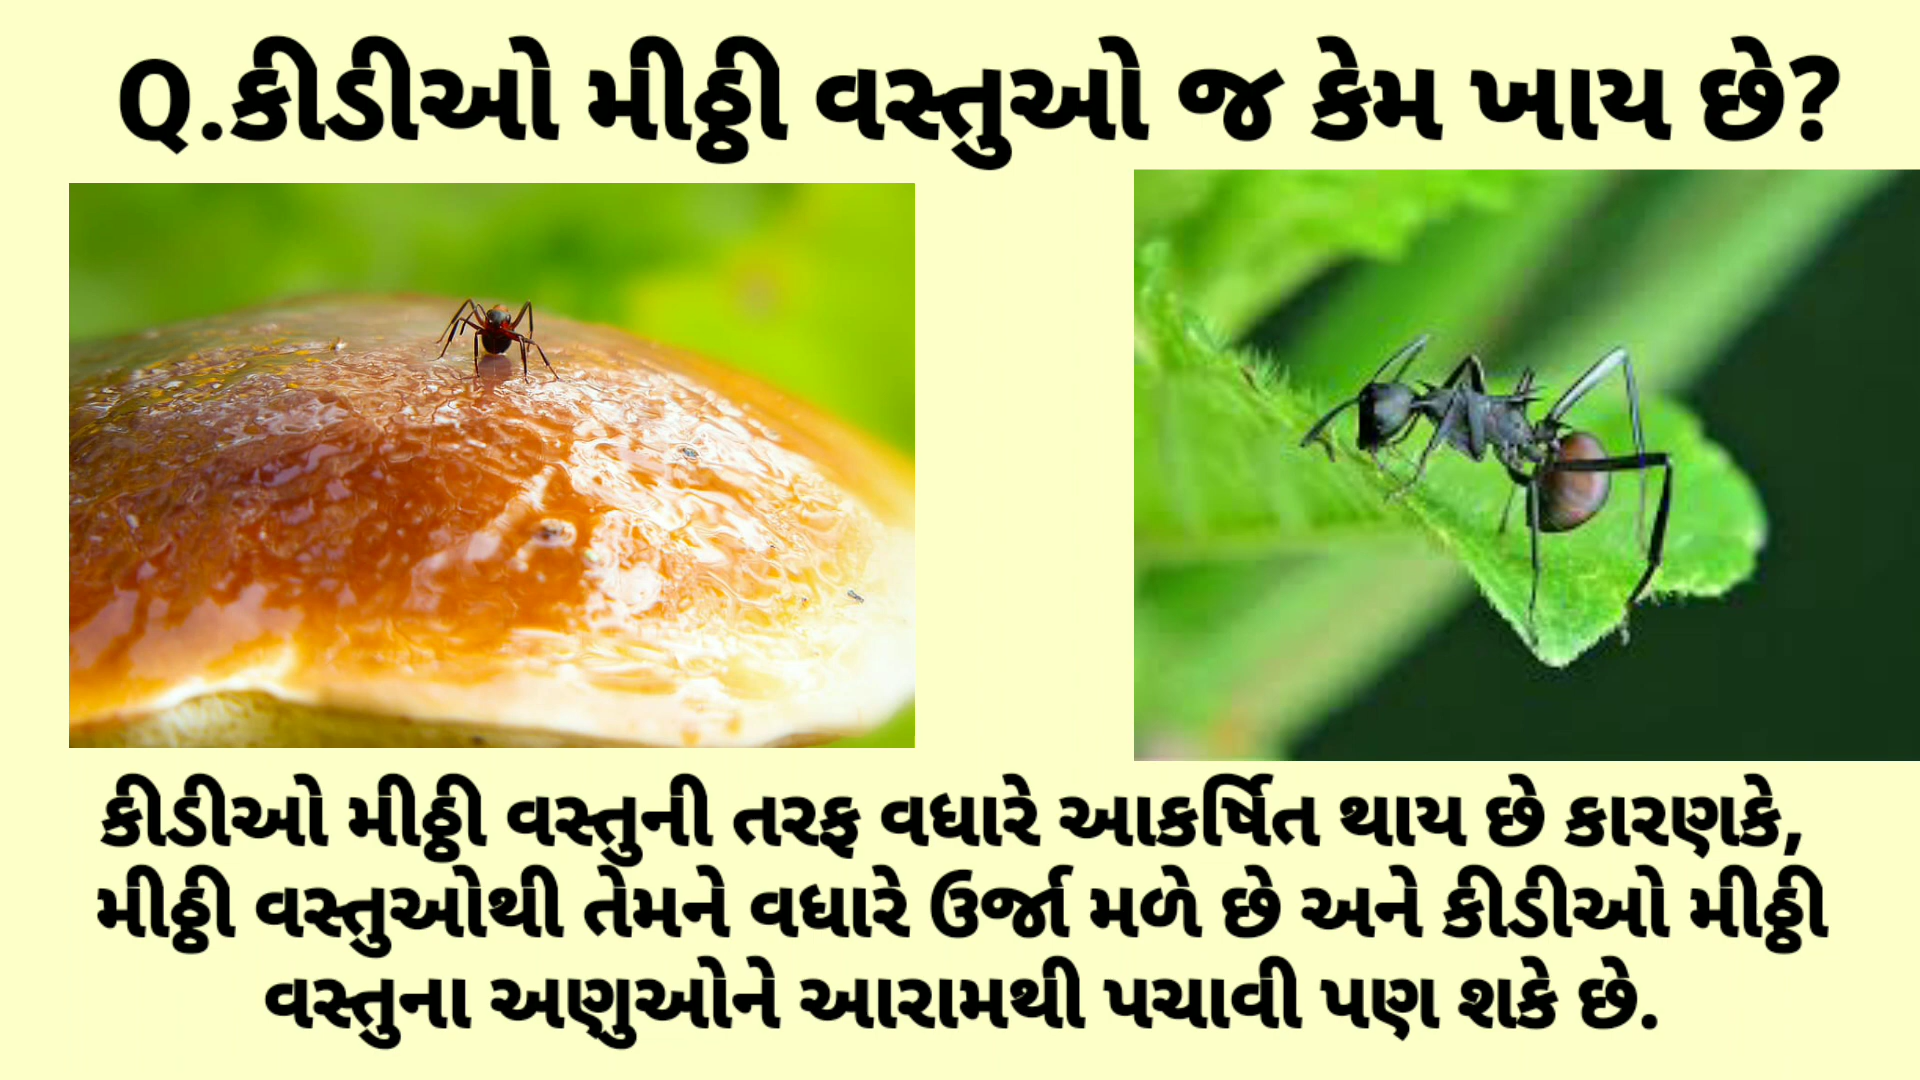 Q.કીડીઓ મીઠ્ઠી વસ્તુઓ જ કેમ ખાય છે?
કીડીઓ મીઠ્ઠી વસ્તુની તરફ વધારે આકર્ષિત થાય છે કારણકે,
મીઠ્ઠી વસ્તુઓથી તેમને વધારે ઉર્જા મળે છે અને કીડીઓ મીઠ્ઠી
વસ્તુના અણુઓને આરામથી પચાવી પણ શકે છે.